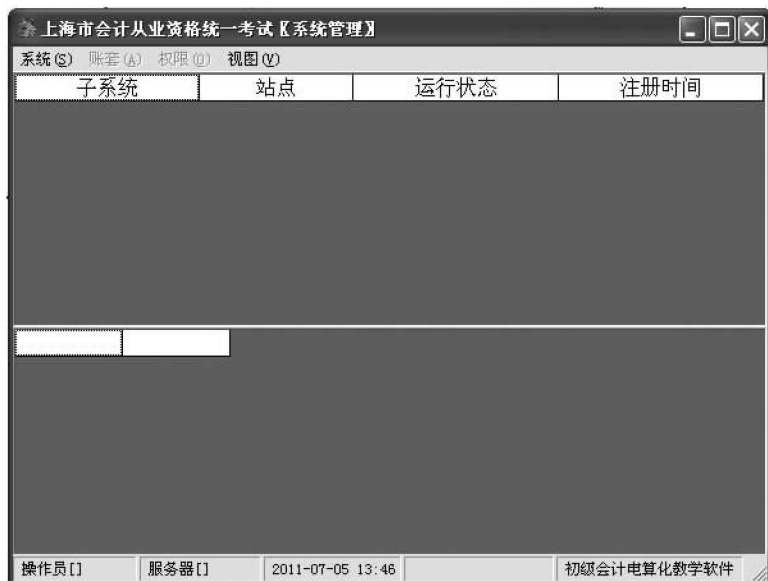 上海市会计从业资格统一考试〖系统管理〗
系统(S) 账套(A) 权限(O) 视图(V)
子系统 站点 运行状态 注册时间
操作员[] 服务器[] 2011-07-05 13:46 初级会计电算化教学软件